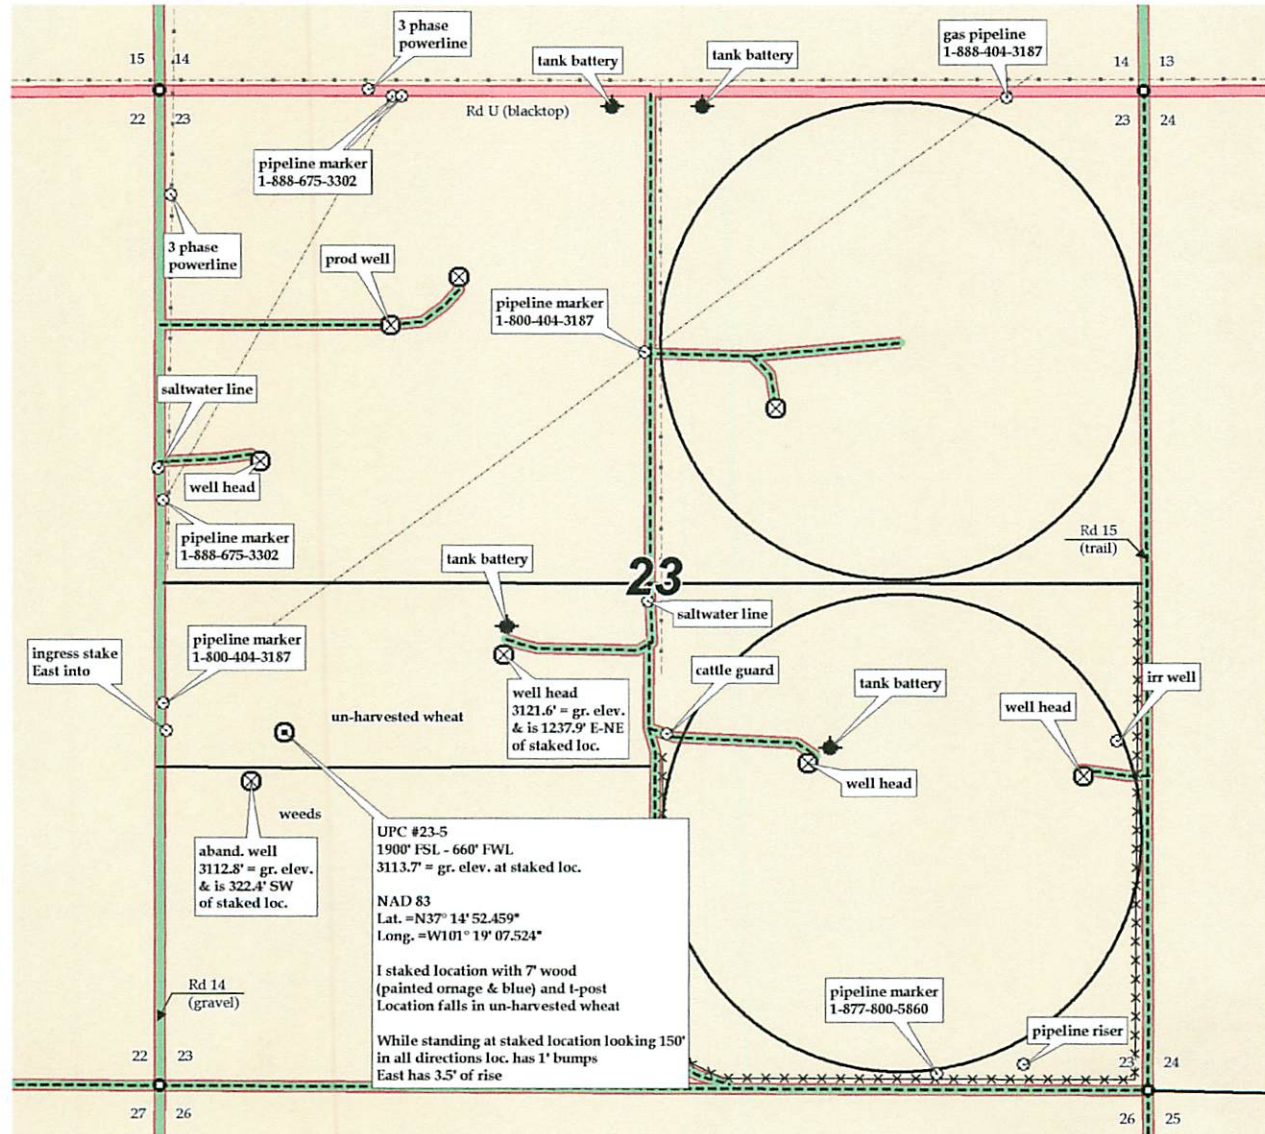 3 phase
powerline
gas pipeline
1-888-404-3187
tank battery
tank battery
15 14
14 13
22 23
Rd U (blacktop)
23 24
pipeline marker
1-888-675-3302
3 phase
powerline
prod well
pipeline marker
1-800-404-3187
saltwater line
well head
pipeline marker
1-888-675-3302
Rd 15
(trail)
tank battery
23
saltwater line
ingress stake
East into
pipeline marker
1-800-404-3187
cattle guard
irr well
tank battery
well head
3121.6' = gr. elev.
& is 1237.9' E-NE
of staked loc.
well head
un-harvested wheat
well head
weeds
aband. well
3112.8' = gr. elev.
& is 322.4' SW
of staked loc.
UPC #23-5
1900' FSL - 660' FWL
3113.7' = gr. elev. at staked loc.
NAD 83
Lat. =N37° 14' 52.459"
Long. =W101° 19' 07.524"
I staked location with 7' wood
(painted ornage & blue) and t-post
Location falls in un-harvested wheat
While standing at staked location looking 150'
in all directions loc. has 1' bumps
East has 3.5' of rise
Rd 14
(gravel)
pipeline marker
1-877-800-5860
pipeline riser
22 23
23 24
27 26
26 25